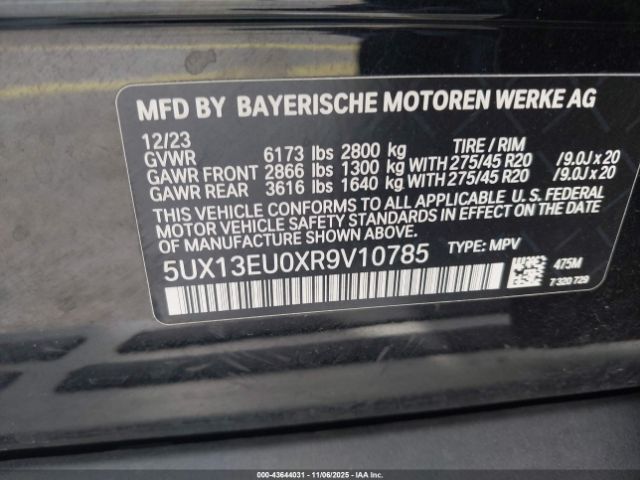 MFD BY BAYERISCHE MOTOREN WERKE AG
12/23 TIRE / RIM
GVWR 6173 lbs 2800 kg
GAWR FRONT 2866 lbs 1300 kg WITH 275/45 R20 /9.0J x 20
GAWR REAR 3616 lbs 1640 kg WITH 275/45 R20 /9.0J x 20
THIS VEHICLE CONFORMS TO ALL APPLICABLE U.S. FEDERAL
MOTOR VEHICLE SAFETY STANDARDS IN EFFECT ON THE DATE
OF MANUFACTURE SHOWN ABOVE.
5UX13EU0XR9V10785 TYPE: MPV
475M
7 320 729
000-43644031 - 11/06/2025 - IAAI.COM